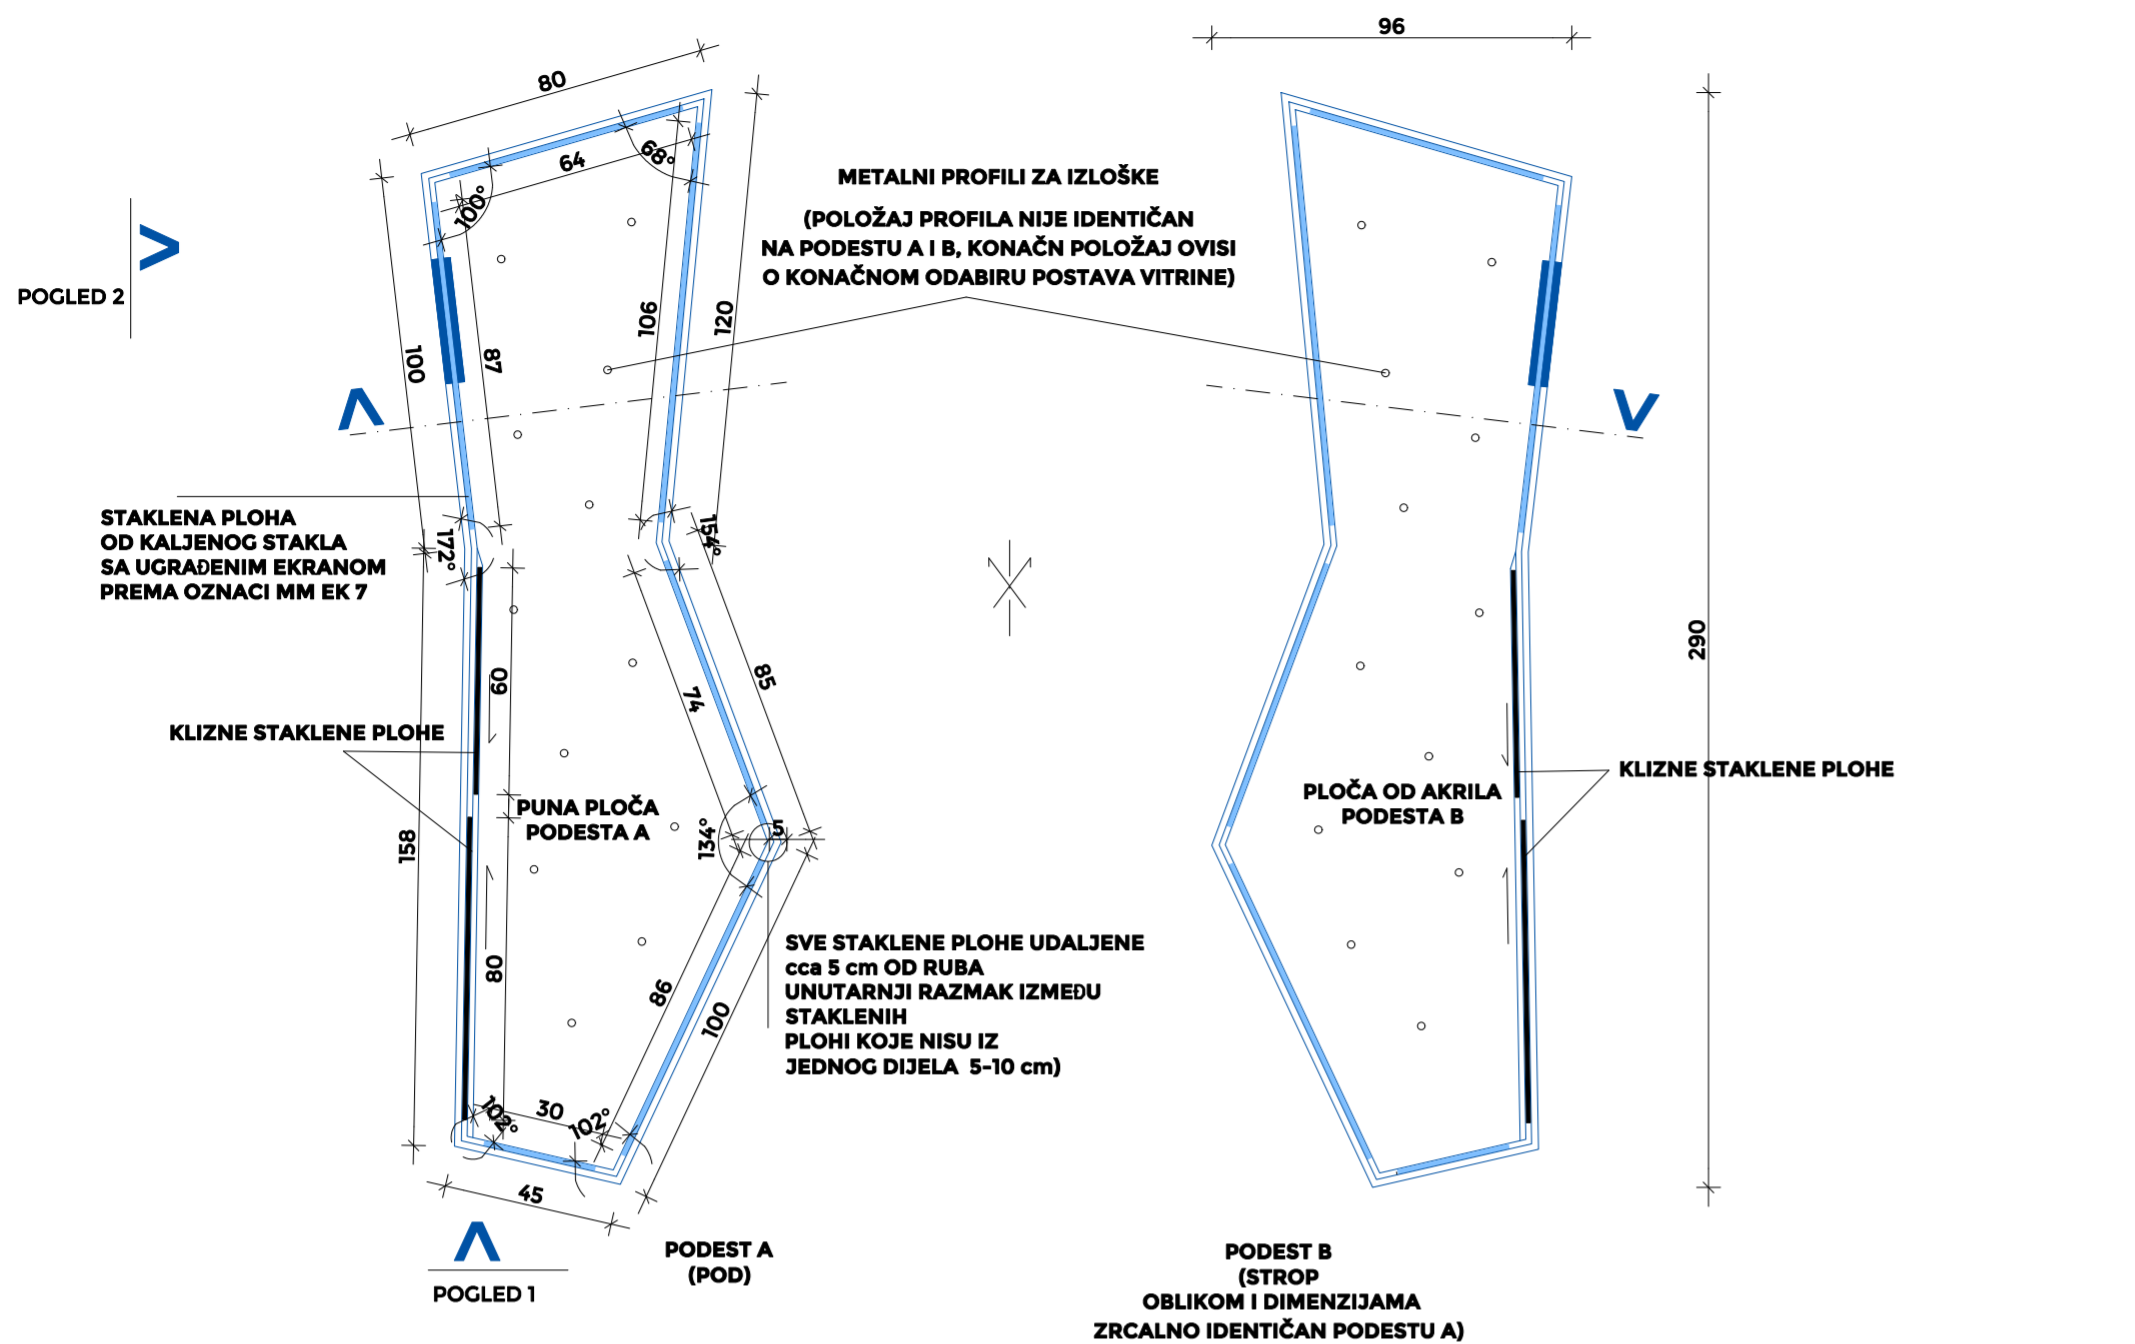 96
80
64
68°
100°
METALNI PROFILI ZA IZLOŠKE
(POLOŽAJ PROFILA NIJE IDENTIČAN
NA PODESTU A I B, KONAČN POLOŽAJ OVISI
O KONAČNOM ODABIRU POSTAVA VITRINE)
POGLED 2
>
106
120
100
87
>
>
STAKLENA PLOHA
OD KALJENOG STAKLA
SA UGRAĐENIM EKRANOM
PREMA OZNACI MM EK 7
172°
154°
290
60
74
85
KLIZNE STAKLENE PLOHE
KLIZNE STAKLENE PLOHE
PUNA PLOČA
PODESTA A
PLOČA OD AKRILA
PODESTA B
158
134°
5
80
86
100
SVE STAKLENE PLOHE UDALJENE
cca 5 cm OD RUBA
UNUTARNJI RAZMAK IZMEĐU
STAKLENIH
PLOHI KOJE NISU IZ
JEDNOG DIJELA  5-10 cm)
102°
30
102°
45
>
POGLED 1
PODEST A
(POD)
PODEST B
(STROP
OBLIKOM I DIMENZIJAMA
ZRCALNO IDENTIČAN PODESTU A)